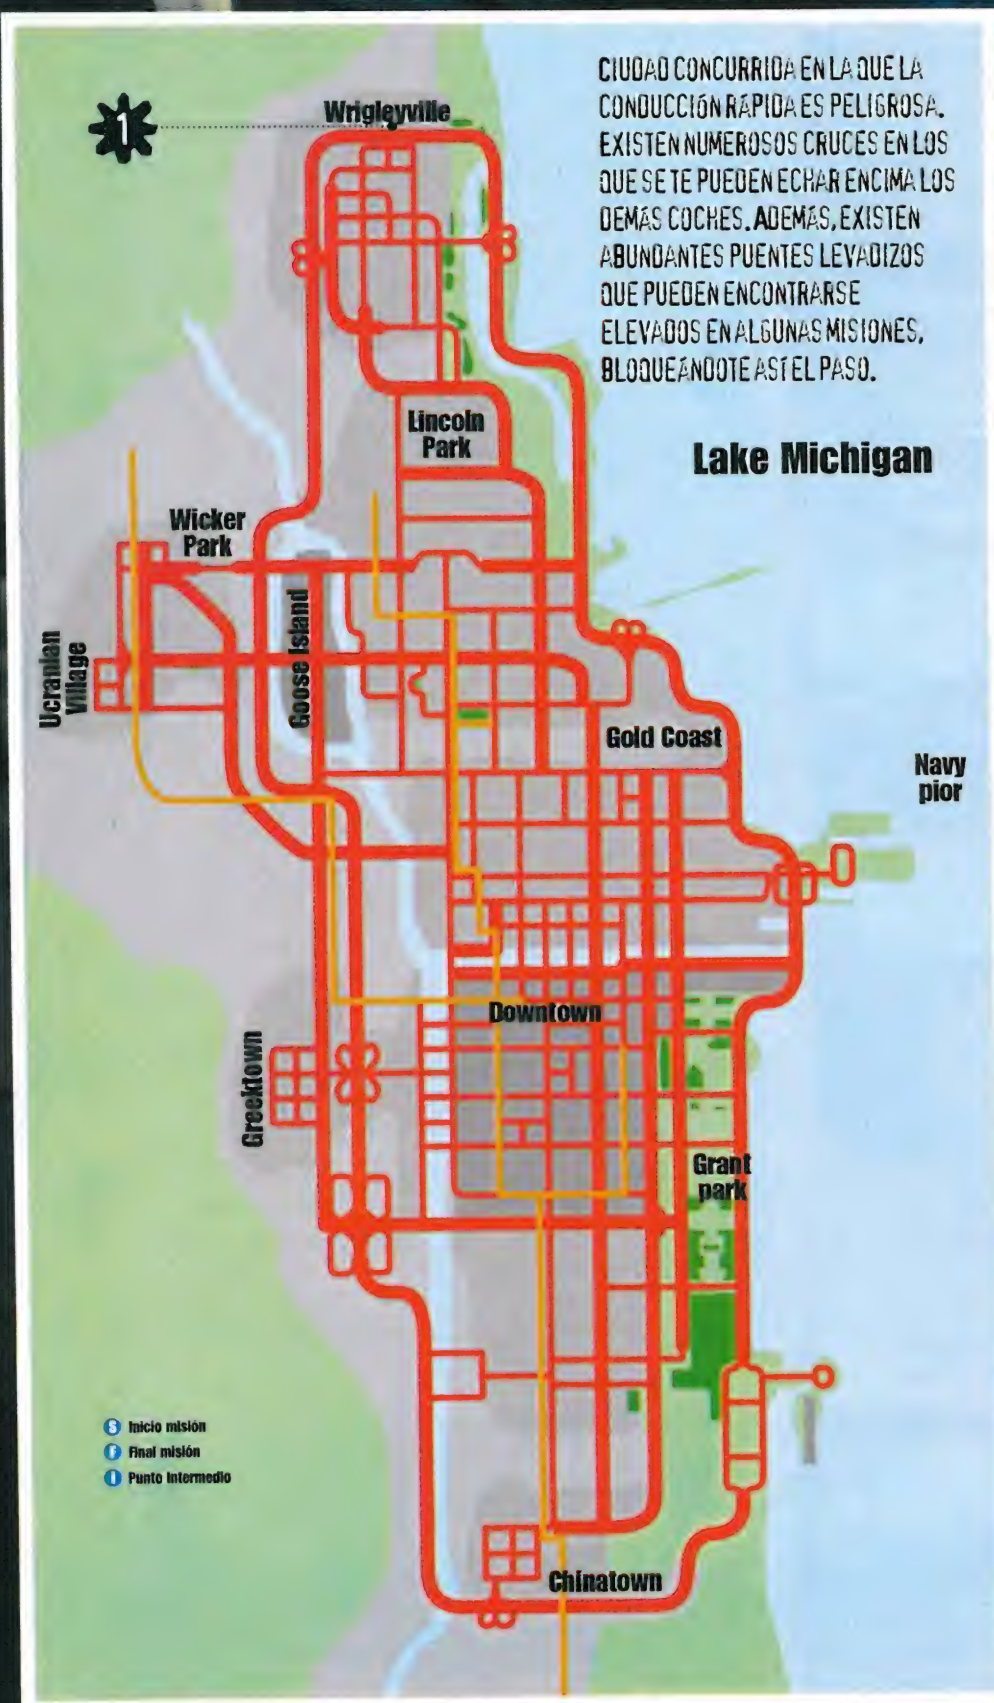 CIUDAD CONCURRIDA EN LA QUE LA
CONDUCCIÓN RÁPIDA ES PELIGROSA.
EXISTEN NUMEROSOS CRUCES EN LOS
QUE SE TE PUEDEN ECHAR ENCIMA LOS
DEMÁS COCHES. ADEMÁS, EXISTEN
ABUNDANTES PUENTES LEVADIZOS
QUE PUEDEN ENCONTRARSE
ELEVADOS EN ALGUNAS MISIONES,
BLOQUEÁNDOTE ASÍ EL PASO.
1
Wrigleyville
Lincoln
Park
Lake Michigan
Wicker
Park
Ucranian
Village
Goose Island
Gold Coast
Navy
pior
Downtown
Greektown
Grant
park
S Inicio misión
F Final misión
I Punto Intermedio
Chinatown